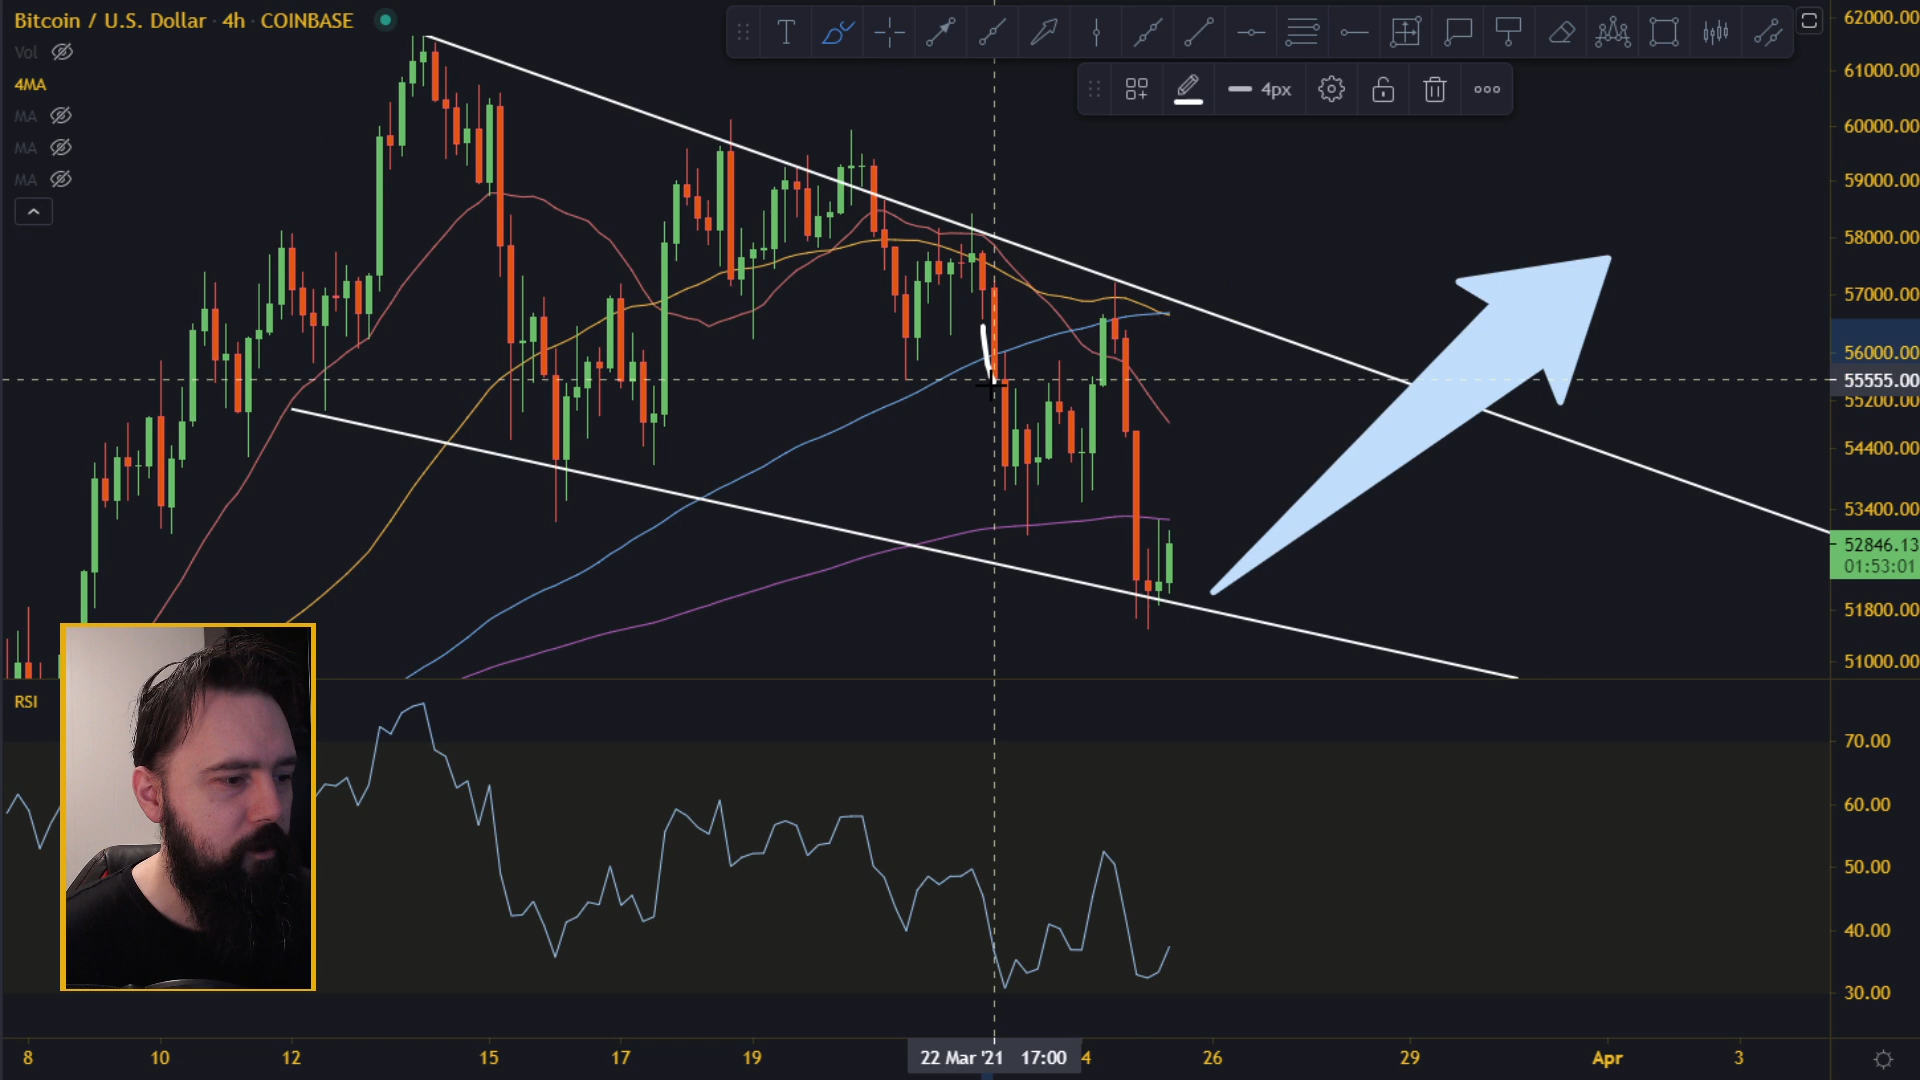 Bitcoin / U.S. Dollar · 4h · COINBASE
Vol
4MA
MA
MA
MA
T
4px
62000.00
61000.00
60000.00
59000.00
58000.00
57000.00
56000.00
55555.00
55200.00
54400.00
53400.00
52846.13
01:53:01
51800.00
51000.00
RSI
70.00
60.00
50.00
40.00
30.00
8 10 12 15 17 19 22 Mar '21 17:00 4 26 29 Apr 3